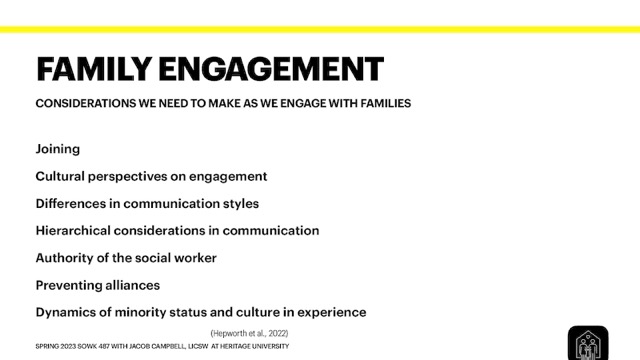 FAMILY ENGAGEMENT
CONSIDERATIONS WE NEED TO MAKE AS WE ENGAGE WITH FAMILIES
Joining
Cultural perspectives on engagement
Differences in communication styles
Hierarchical considerations in communication
Authority of the social worker
Preventing alliances
Dynamics of minority status and culture in experience
(Hepworth et al., 2022)
SPRING 2023 SOWK 487 WITH JACOB CAMPBELL, LICSW AT HERITAGE UNIVERSITY